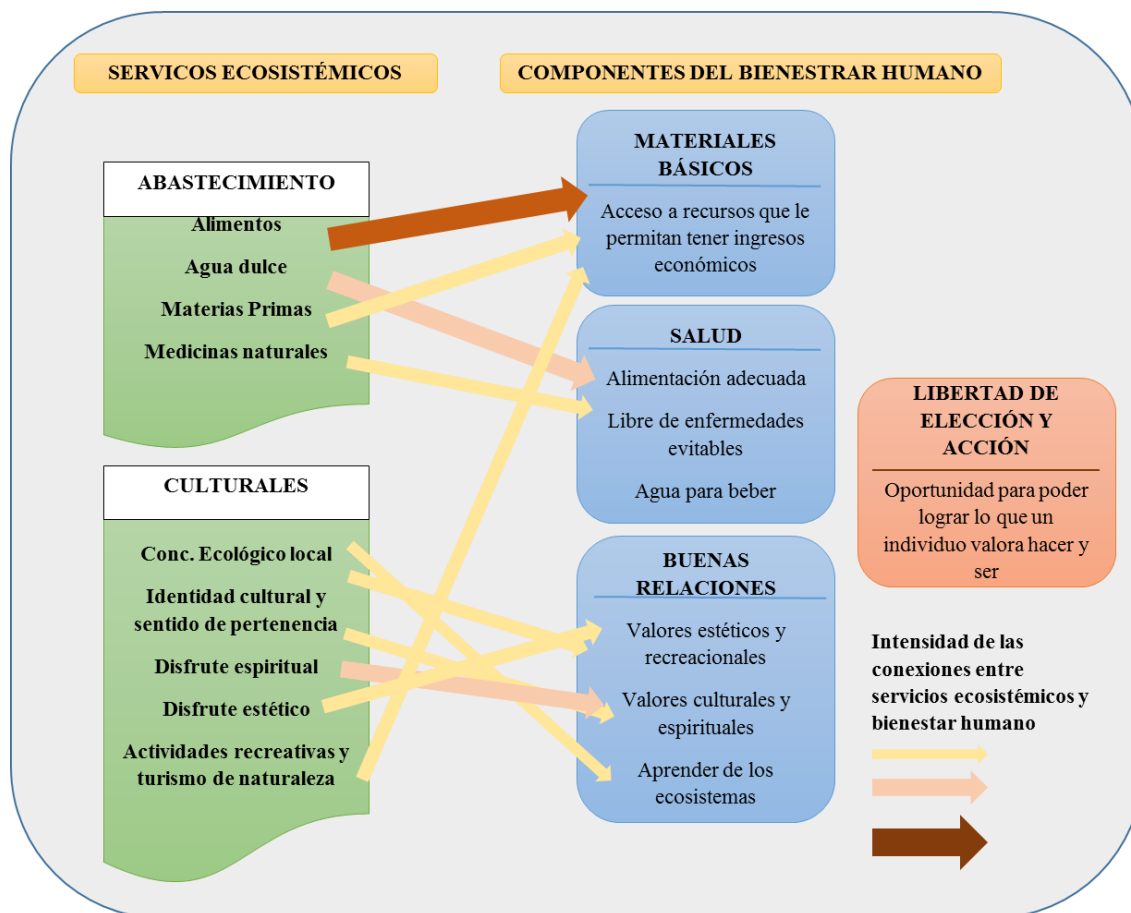 SERVICOS ECOSISTÉMICOS
COMPONENTES DEL BIENESTRAR HUMANO
ABASTECIMIENTO
Alimentos
Agua dulce
Materias Primas
Medicinas naturales
CULTURALES
Conc. Ecológico local
Identidad cultural y
sentido de pertenencia
Disfrute espiritual
Disfrute estético
Actividades recreativas y
turismo de naturaleza
MATERIALES
BÁSICOS
Acceso a recursos que le
permitan tener ingresos
económicos
SALUD
Alimentación adecuada
Libre de enfermedades
evitables
Agua para beber
BUENAS
RELACIONES
Valores estéticos y
recreacionales
Valores culturales y
espirituales
Aprender de los
ecosistemas
LIBERTAD DE
ELECCIÓN Y
ACCIÓN
Oportunidad para poder
lograr lo que un
individuo valora hacer y
ser
Intensidad de las
conexiones entre
servicios ecosistémicos y
bienestar humano